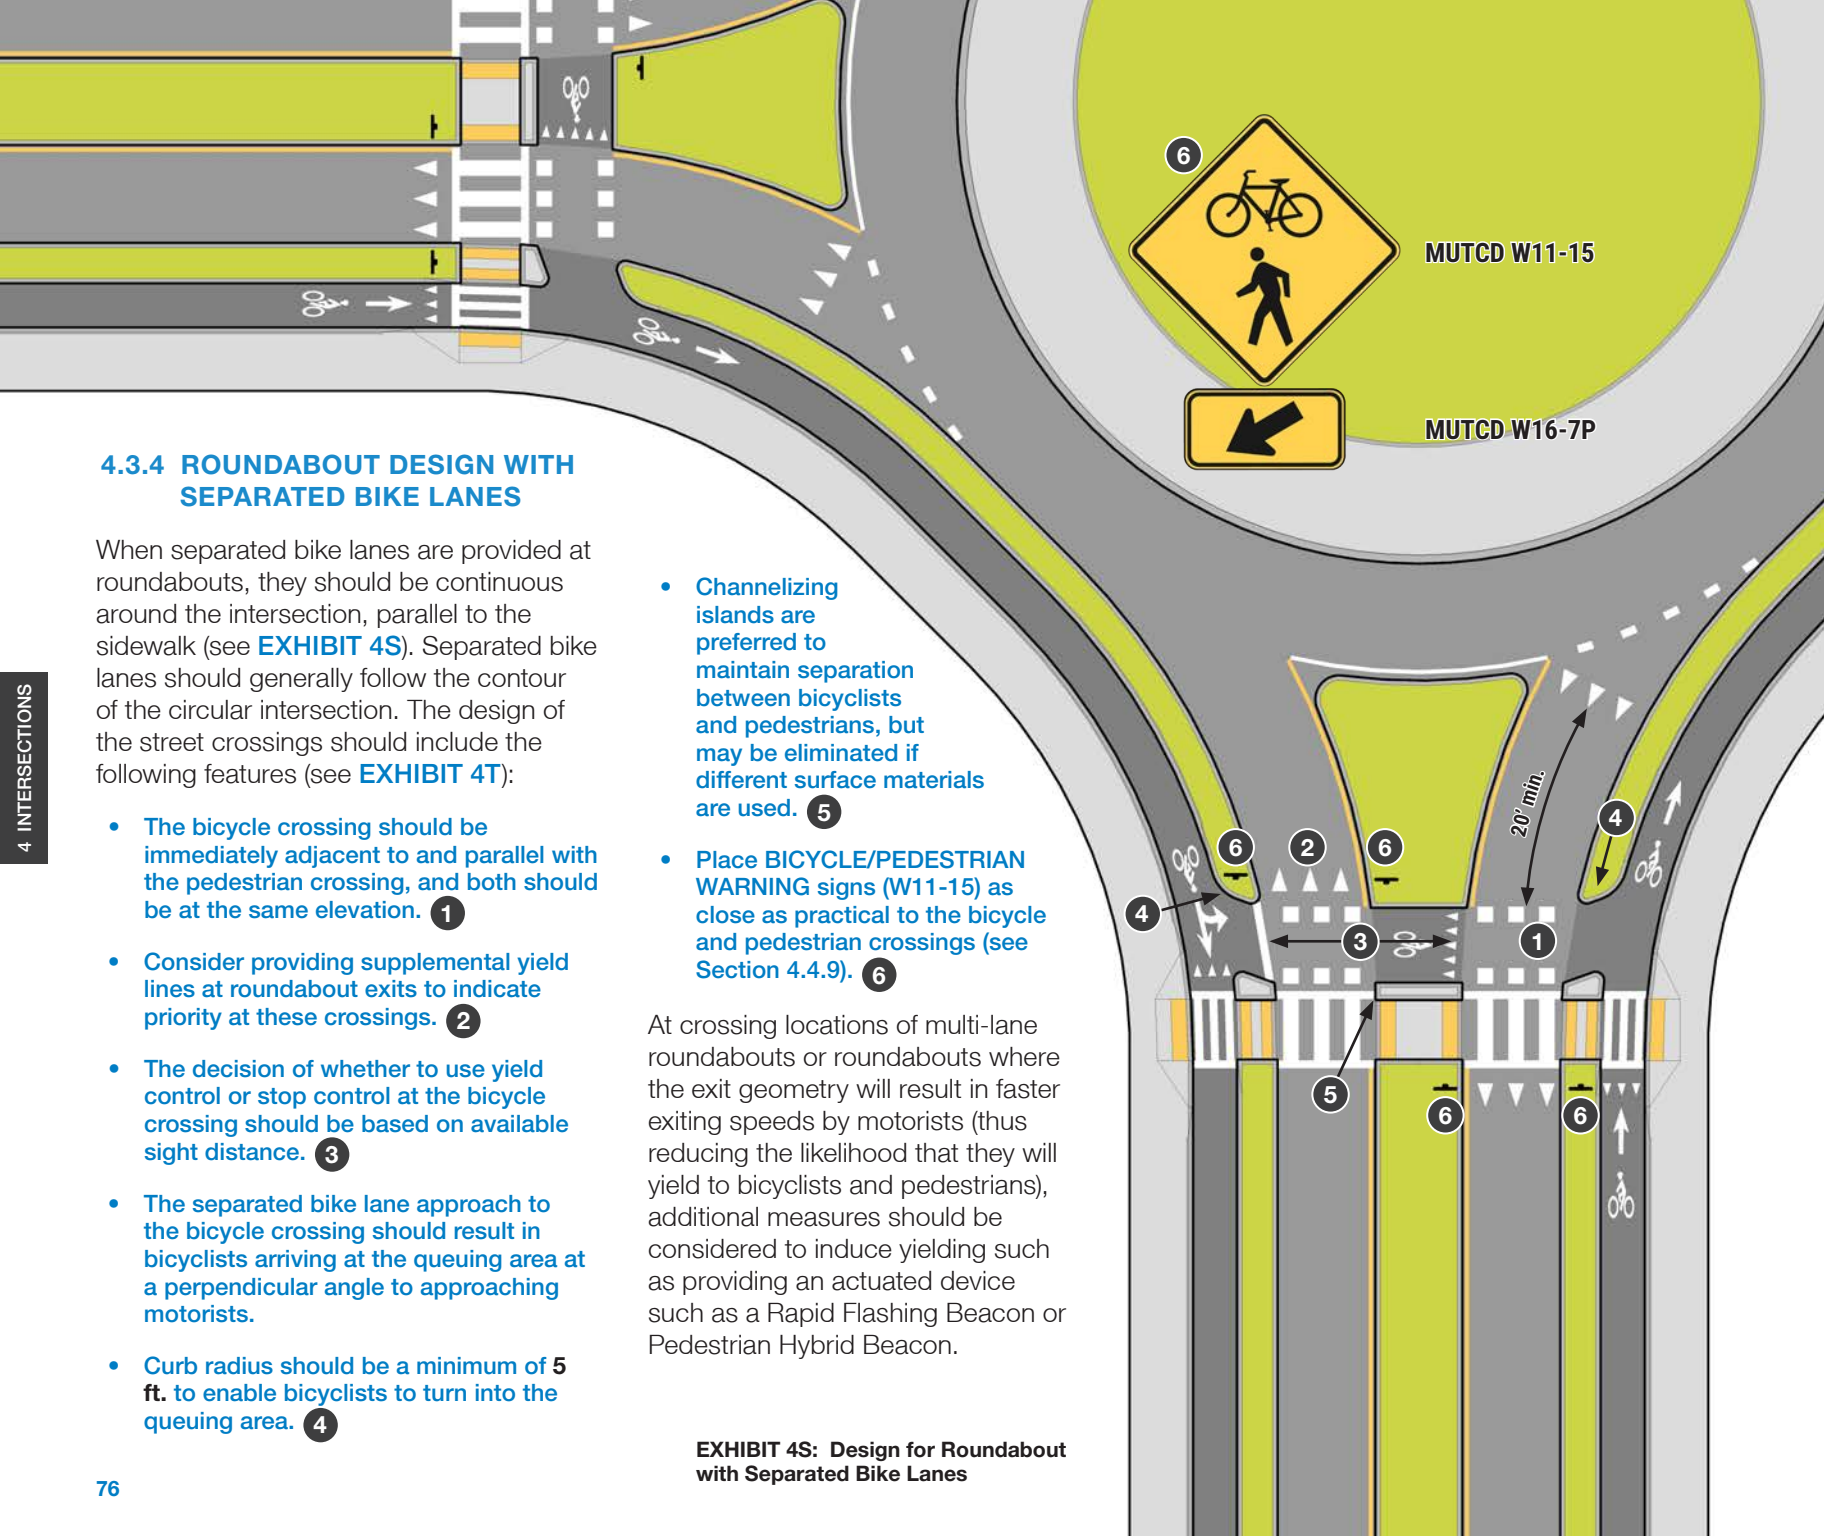 6
MUTCD W11-15
MUTCD W16-7P
4.3.4 ROUNDABOUT DESIGN WITH
SEPARATED BIKE LANES
When separated bike lanes are provided at
roundabouts, they should be continuous
around the intersection, parallel to the
sidewalk (see EXHIBIT 4S). Separated bike
lanes should generally follow the contour
of the circular intersection. The design of
the street crossings should include the
following features (see EXHIBIT 4T):
• The bicycle crossing should be
immediately adjacent to and parallel with
the pedestrian crossing, and both should
be at the same elevation. 1
• Consider providing supplemental yield
lines at roundabout exits to indicate
priority at these crossings. 2
• The decision of whether to use yield
control or stop control at the bicycle
crossing should be based on available
sight distance. 3
• The separated bike lane approach to
the bicycle crossing should result in
bicyclists arriving at the queuing area at
a perpendicular angle to approaching
motorists.
• Curb radius should be a minimum of 5
ft. to enable bicyclists to turn into the
queuing area. 4
• Channelizing
islands are
preferred to
maintain separation
between bicyclists
and pedestrians, but
may be eliminated if
different surface materials
are used. 5
• Place BICYCLE/PEDESTRIAN
WARNING signs (W11-15) as
close as practical to the bicycle
and pedestrian crossings (see
Section 4.4.9). 6
At crossing locations of multi-lane
roundabouts or roundabouts where
the exit geometry will result in faster
exiting speeds by motorists (thus
reducing the likelihood that they will
yield to bicyclists and pedestrians),
additional measures should be
considered to induce yielding such
as providing an actuated device
such as a Rapid Flashing Beacon or
Pedestrian Hybrid Beacon.
EXHIBIT 4S: Design for Roundabout
with Separated Bike Lanes
20' min.
4
6
2
6
4
3
1
5
6
6
4 INTERSECTIONS
76